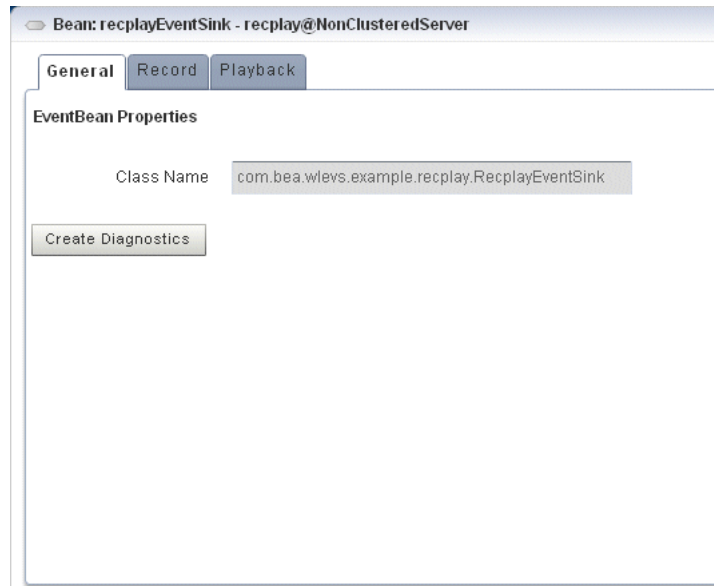 Bean: recplayEventSink - recplay@NonClusteredServer
General Record Playback
EventBean Properties
Class Name com.bea.wlevs.example.recplay.RecplayEventSink
Create Diagnostics